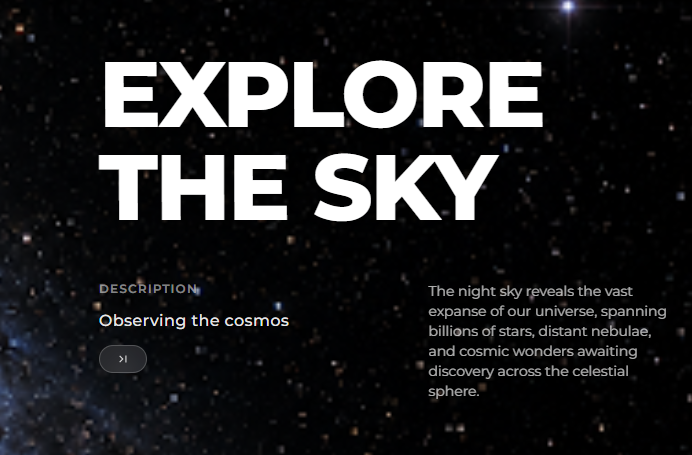 EXPLORE
THE SKY
DESCRIPTION
Observing the cosmos
The night sky reveals the vast
expanse of our universe, spanning
billions of stars, distant nebulae,
and cosmic wonders awaiting
discovery across the celestial
sphere.